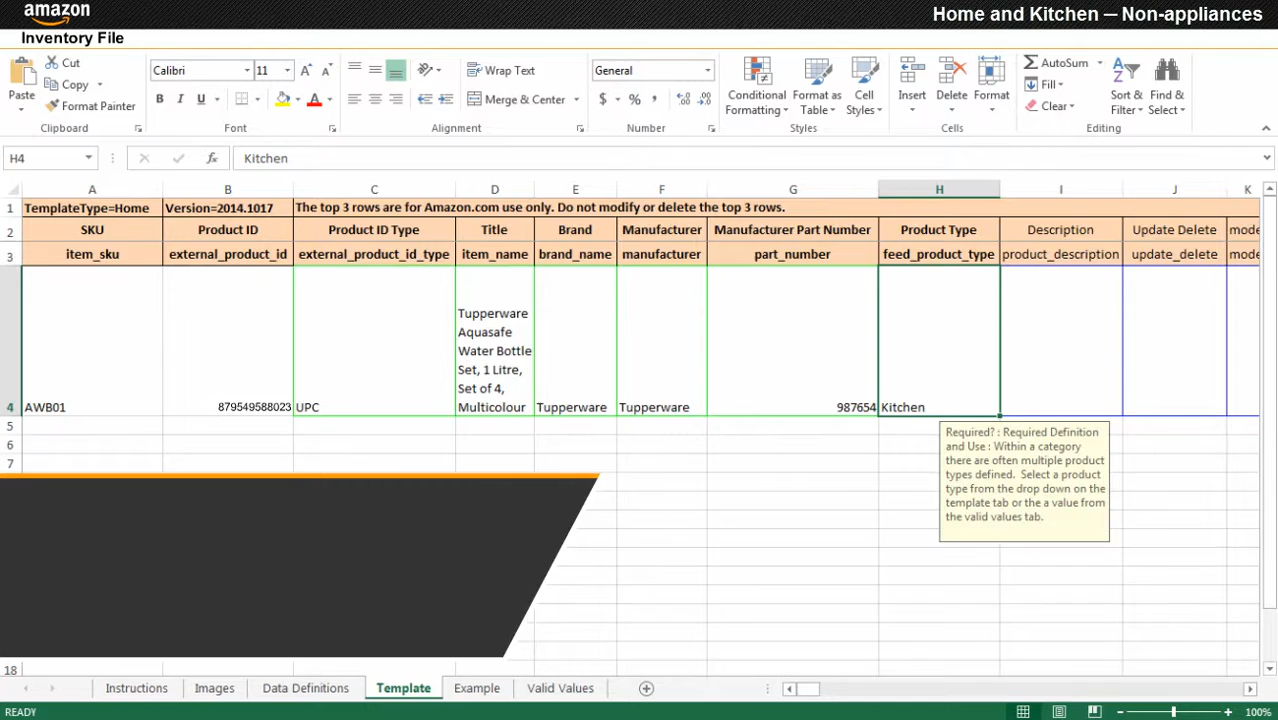 amazon
Home and Kitchen — Non-appliances
Inventory File
Cut
Copy
Format Painter
Paste
Clipboard
Calibri
11
A A
B I U
A
Font
Wrap Text
Merge & Center
Alignment
General
$ % ,
Number
Conditional
Formatting
Format as
Table
Cell
Styles
Styles
Insert
Delete
Format
Cells
AutoSum
Fill
Clear
Sort &
Filter
Find &
Select
Editing
H4
fx
Kitchen
A B C D E F G H I J K
1 TemplateType=Home Version=2014.1017 The top 3 rows are for Amazon.com use only. Do not modify or delete the top 3 rows.
2 SKU Product ID Product ID Type Title Brand Manufacturer Manufacturer Part Number Product Type Description Update Delete mode
3 item_sku external_product_id external_product_id_type item_name brand_name manufacturer part_number feed_product_type product_description update_delete mode
Tupperware
Aquasafe
Water Bottle
Set, 1 Litre,
Set of 4,
4 AWB01 879549588023 UPC Multicolour Tupperware Tupperware 987654 Kitchen
5
6
7
Required? : Required Definition
and Use : Within a category
there are often multiple product
types defined. Select a product
type from the drop down on the
template tab or the a value from
the valid values tab.
18
Instructions Images Data Definitions Template Example Valid Values
READY
100%